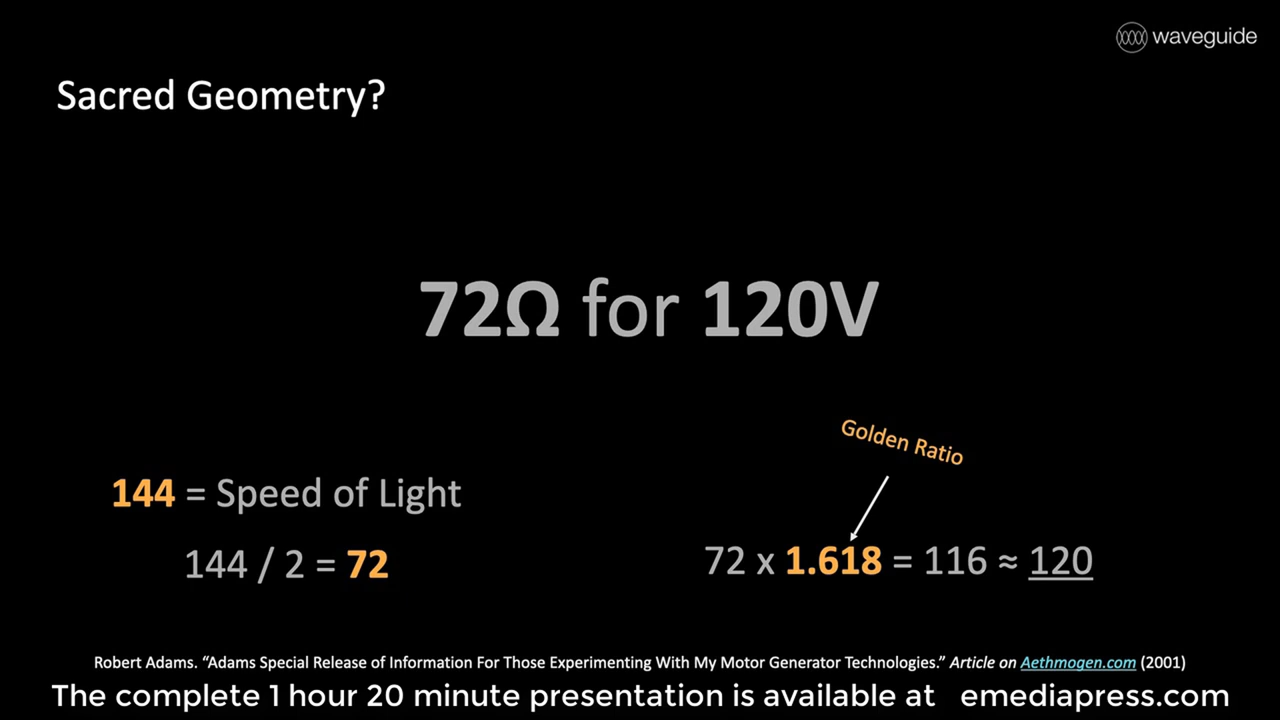 waveguide
Sacred Geometry?
72Ω for 120V
Golden Ratio
144 = Speed of Light
144 / 2 = 72
72 x 1.618 = 116 ≈ 120
Robert Adams. “Adams Special Release of Information For Those Experimenting With My Motor Generator Technologies.” Article on Aethmogen.com (2001)
The complete 1 hour 20 minute presentation is available at emediapress.com